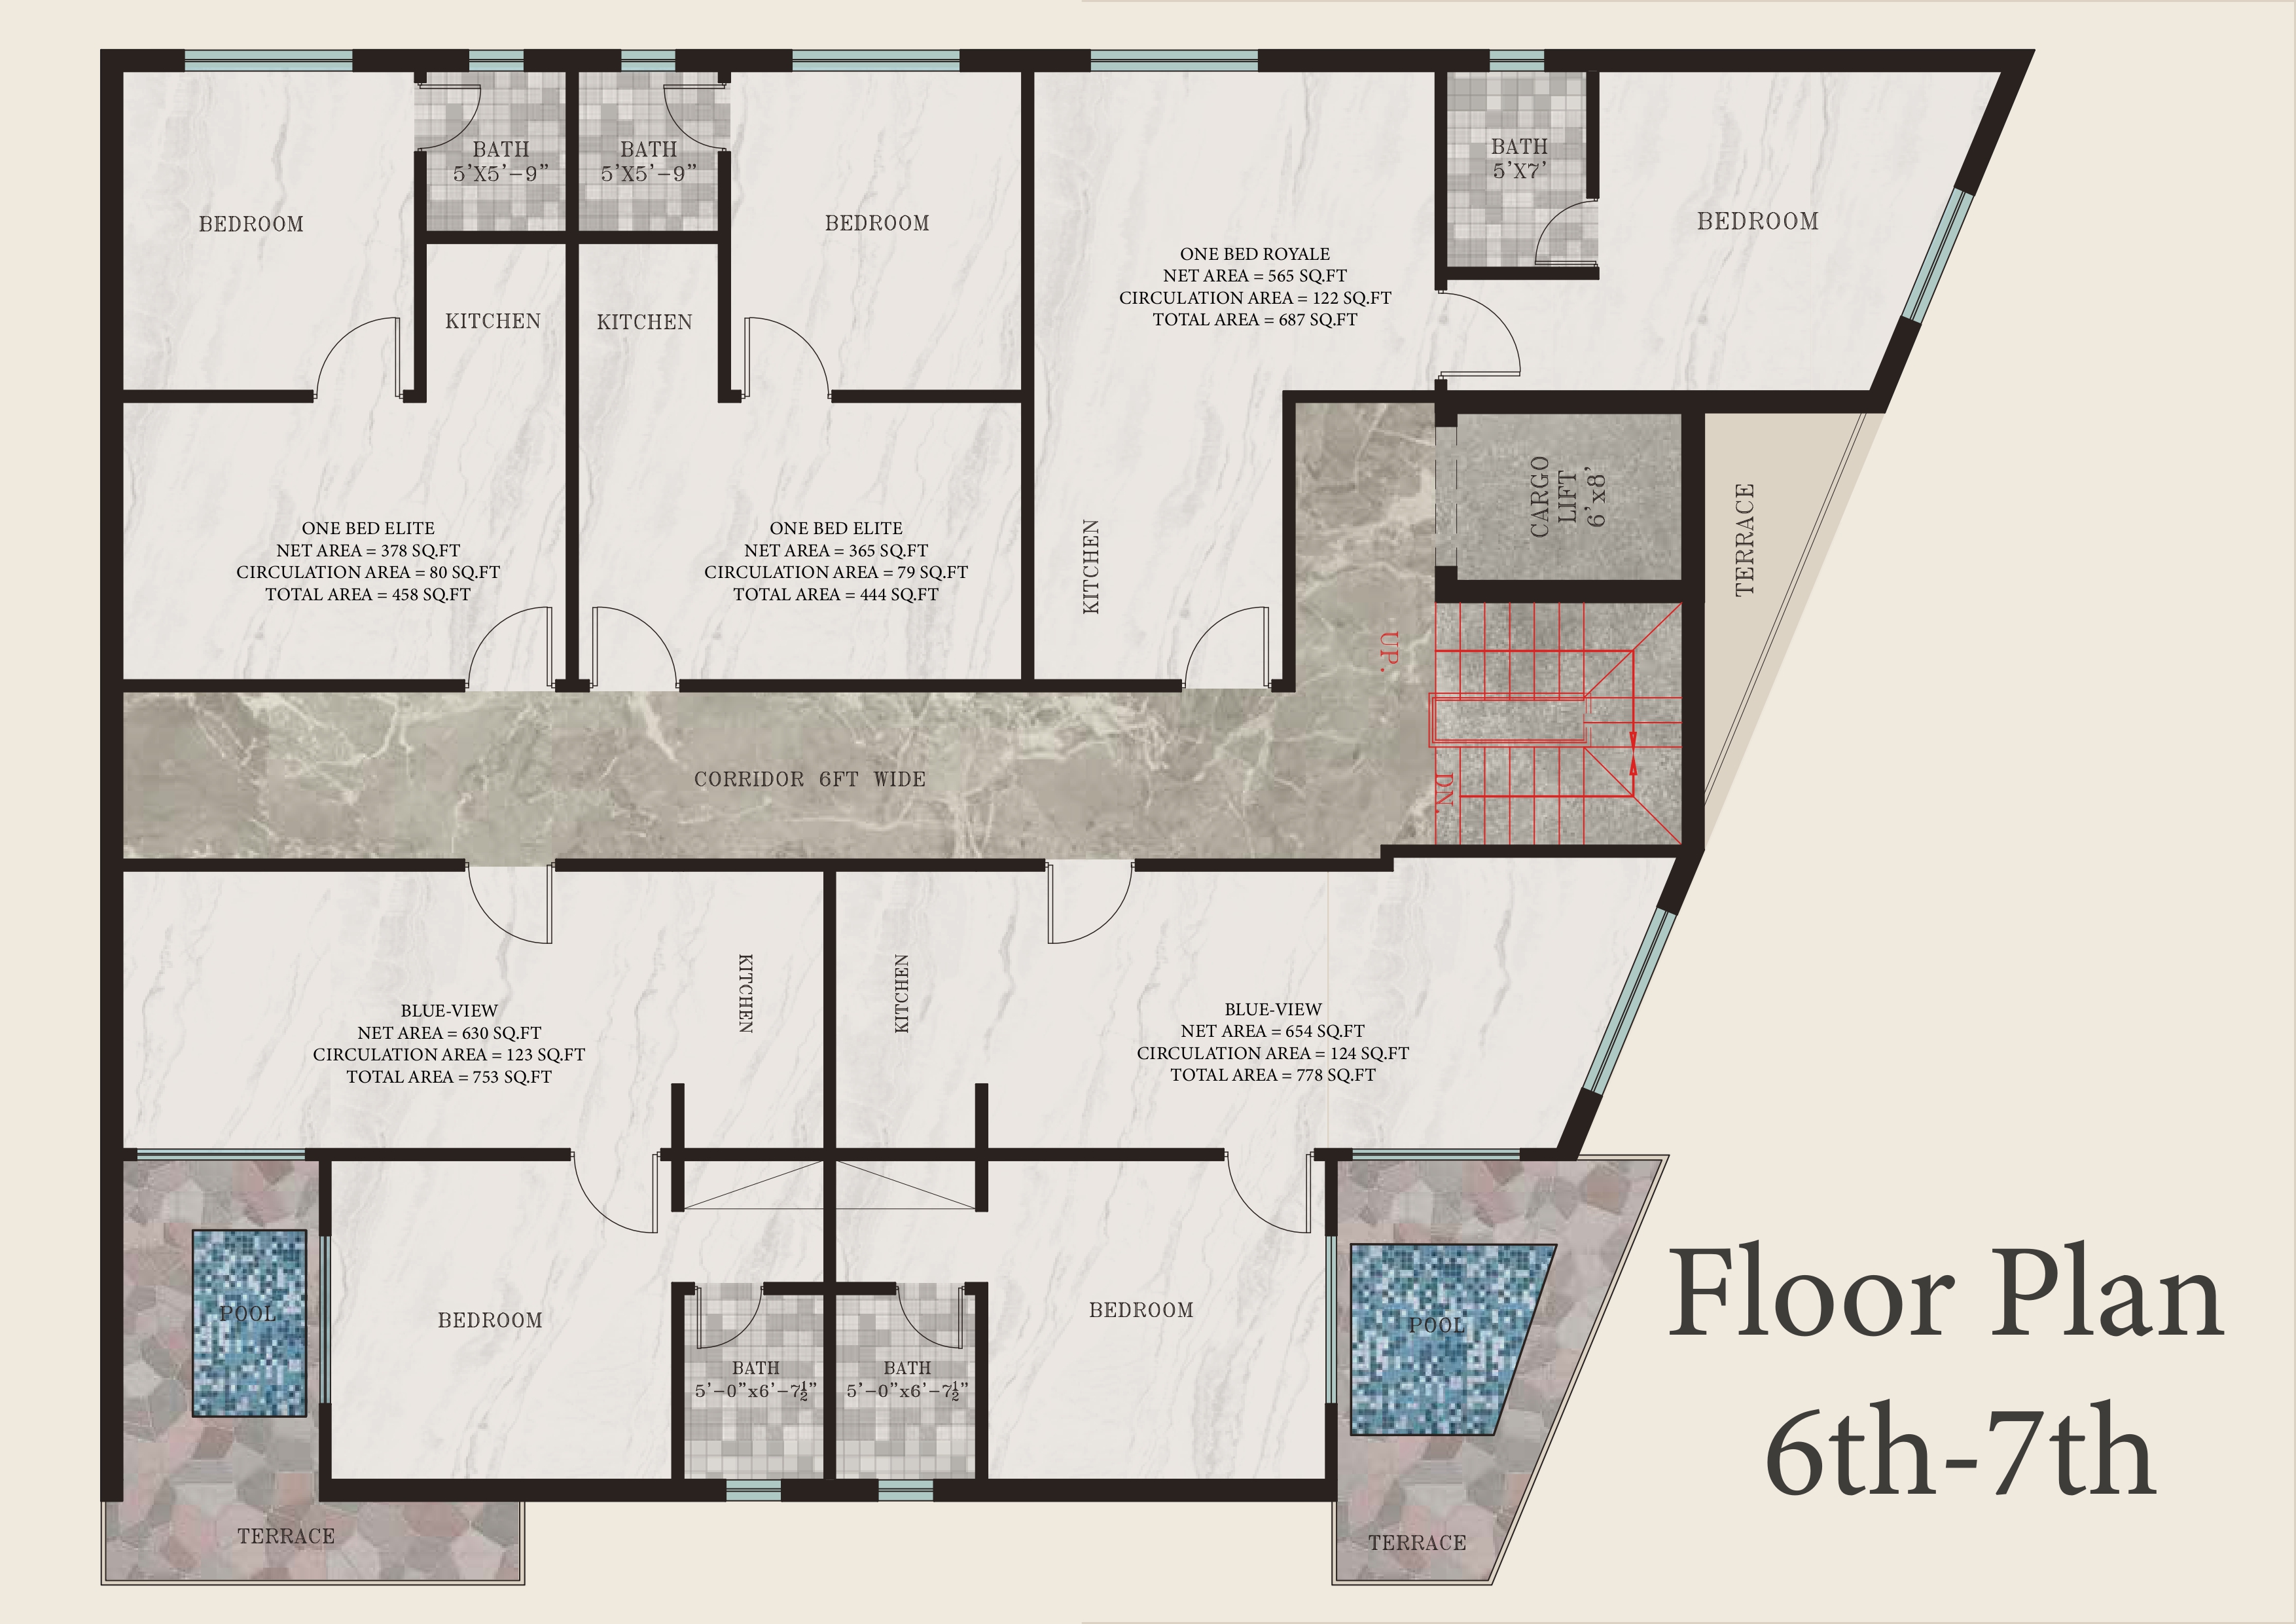 BATH
5'X5'-9"
BATH
5'X5'-9"
BATH
5'X7'
BEDROOM
BEDROOM
BEDROOM
KITCHEN
KITCHEN
ONE BED ROYALE
NET AREA = 565 SQ.FT
CIRCULATION AREA = 122 SQ.FT
TOTAL AREA = 687 SQ.FT
ONE BED ELITE
NET AREA = 378 SQ.FT
CIRCULATION AREA = 80 SQ.FT
TOTAL AREA = 458 SQ.FT
ONE BED ELITE
NET AREA = 365 SQ.FT
CIRCULATION AREA = 79 SQ.FT
TOTAL AREA = 444 SQ.FT
KITCHEN
CARGO
LIFT
6'x8'
TERRACE
UP.
DN.
CORRIDOR 6FT WIDE
KITCHEN
KITCHEN
BLUE-VIEW
NET AREA = 630 SQ.FT
CIRCULATION AREA = 123 SQ.FT
TOTAL AREA = 753 SQ.FT
BLUE-VIEW
NET AREA = 654 SQ.FT
CIRCULATION AREA = 124 SQ.FT
TOTAL AREA = 778 SQ.FT
POOL
BEDROOM
BEDROOM
POOL
BATH
5'-0"x6'-7½"
BATH
5'-0"x6'-7½"
TERRACE
TERRACE
Floor Plan
6th-7th